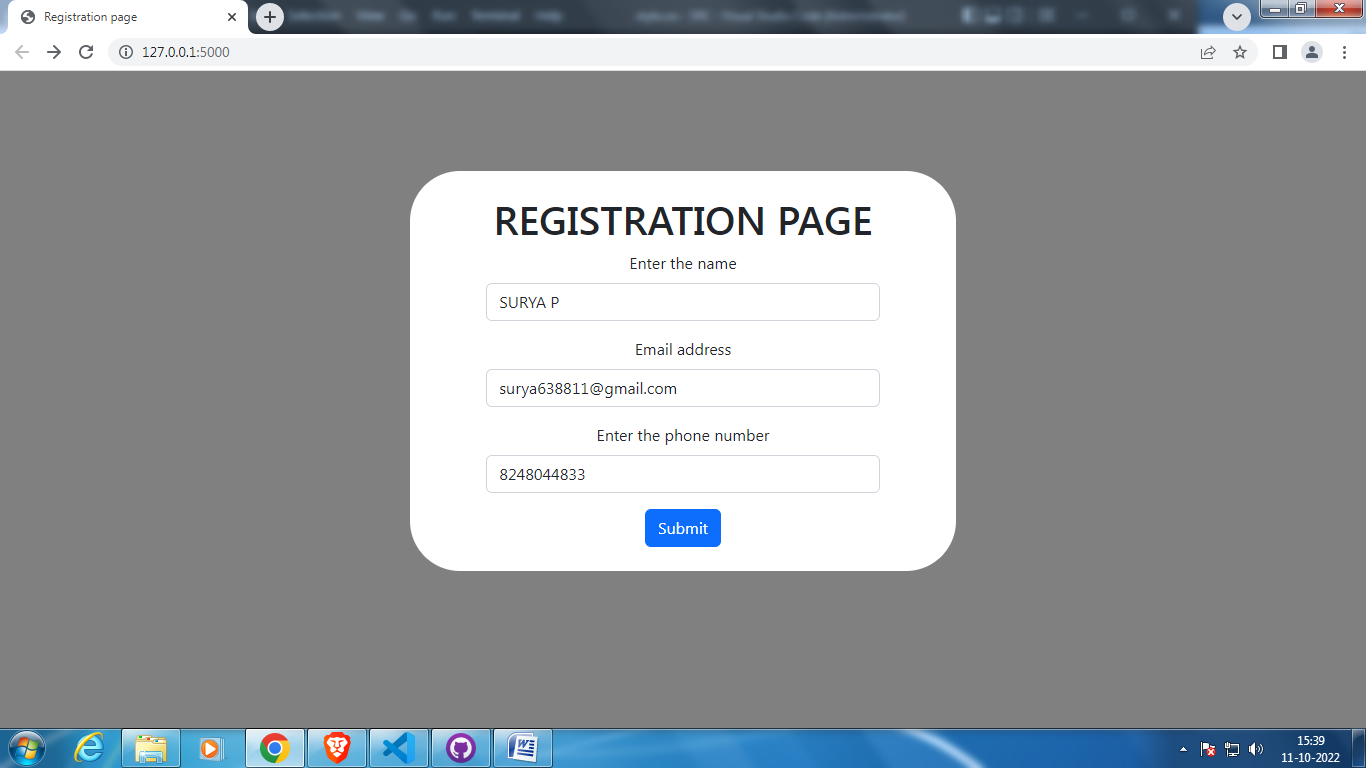 Registration page
127.0.0.1:5000
REGISTRATION PAGE
Enter the name
SURYA P
Email address
surya638811@gmail.com
Enter the phone number
8248044833
Submit
15:39
11-10-2022